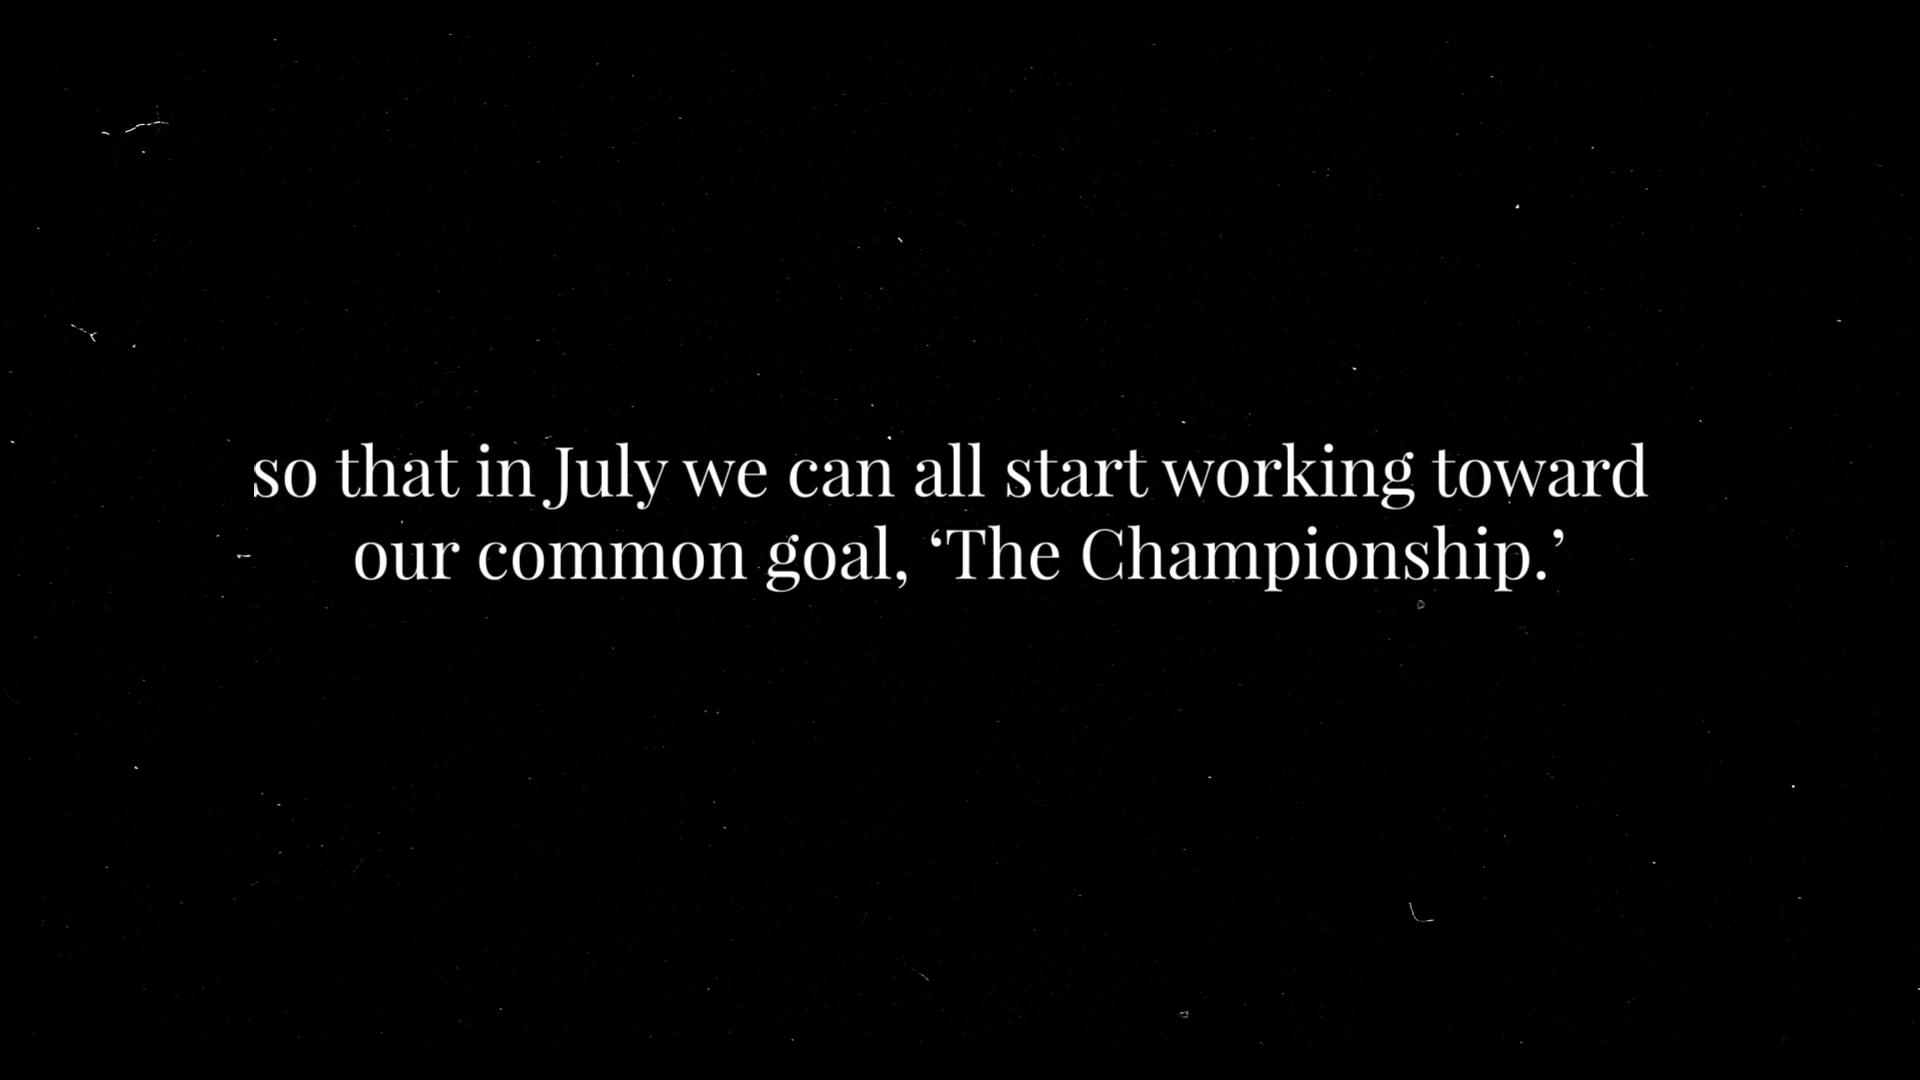 so that in July we can all start working toward
our common goal, ‘The Championship.’